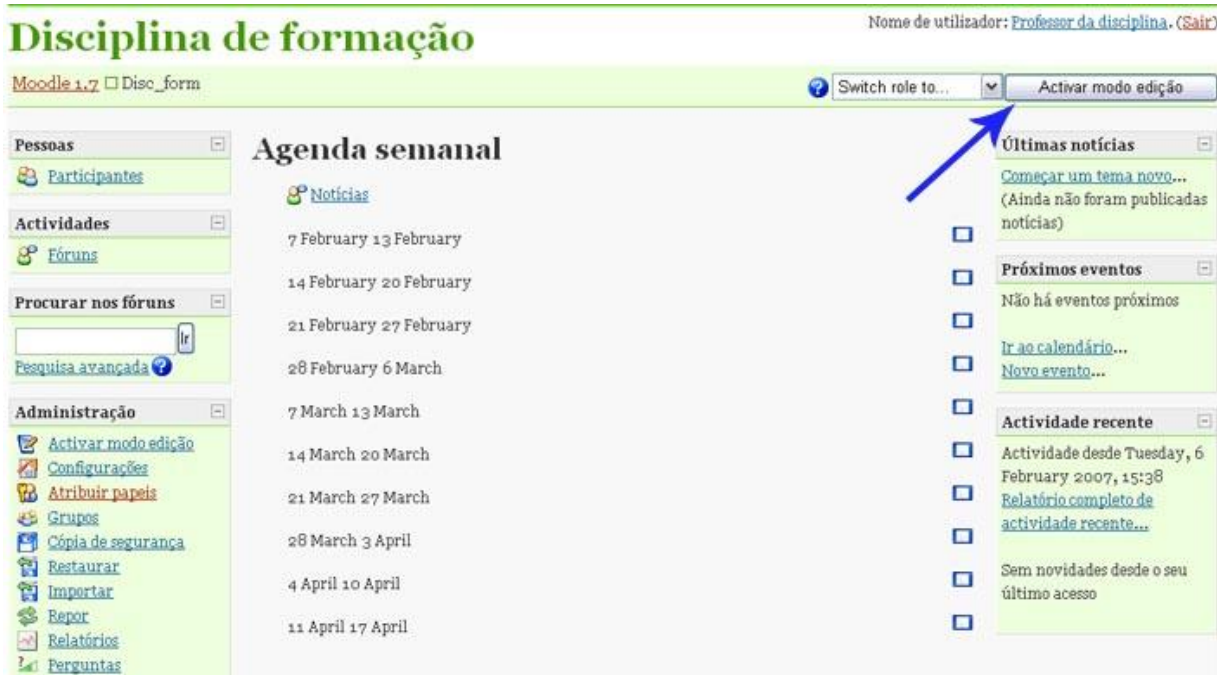 Disciplina de formação
Nome de utilizador: Professor da disciplina. (Sair)
Moodle 1.7 Disc_form
Switch role to...
Activar modo edição
Pessoas
Participantes
Actividades
Fóruns
Procurar nos fóruns
Ir
Pesquisa avançada
Administração
Activar modo edição
Configurações
Atribuir papeis
Grupos
Cópia de segurança
Restaurar
Importar
Repor
Relatórios
Perguntas
Agenda semanal
Notícias
7 February 13 February
14 February 20 February
21 February 27 February
28 February 6 March
7 March 13 March
14 March 20 March
21 March 27 March
28 March 3 April
4 April 10 April
11 April 17 April
Últimas notícias
Começar um tema novo...
(Ainda não foram publicadas
notícias)
Próximos eventos
Não há eventos próximos
Ir ao calendário...
Novo evento...
Actividade recente
Actividade desde Tuesday, 6
February 2007, 15:38
Relatório completo de
actividade recente...
Sem novidades desde o seu
último acesso